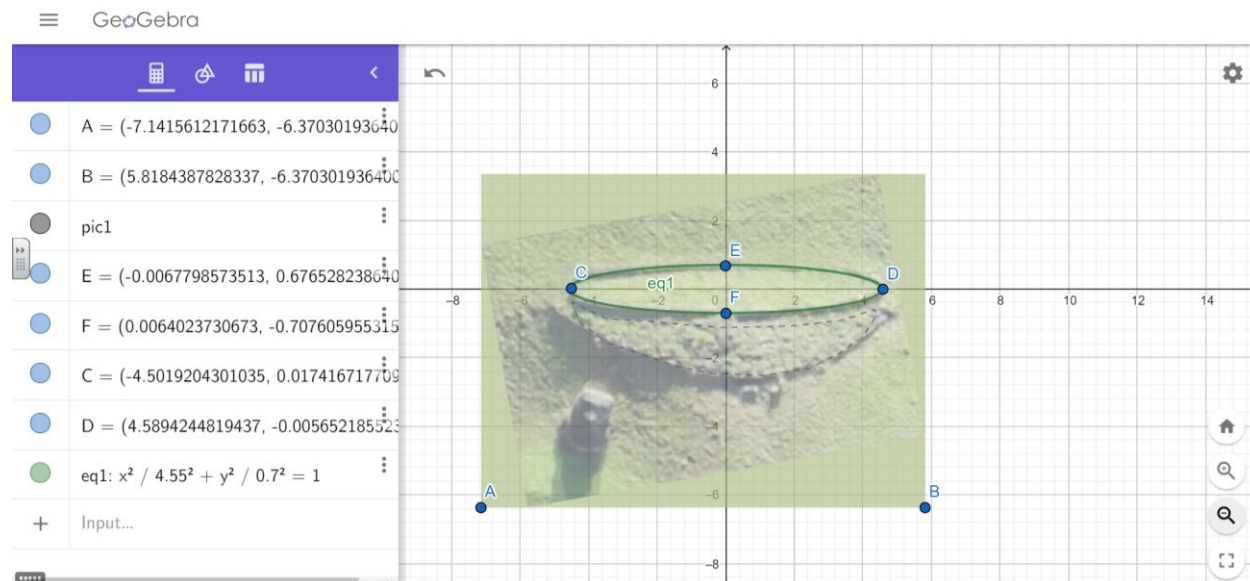 GeoGebra
A = (-7.1415612171663, -6.37030193640
B = (5.8184387828337, -6.370301936400
pic1
E = (-0.0067798573513, 0.676528238640
F = (0.0064023730673, -0.707605955315
C = (-4.5019204301035, 0.017416717709
D = (4.5894244819437, -0.005652185523
eq1: x² / 4.55² + y² / 0.7² = 1
+ Input...
6
4
2
E
C
D
eq1
F
-8 -6 -4 -2 0 2 4 6 8 10 12 14
-2
-4
-6
A
B
-8